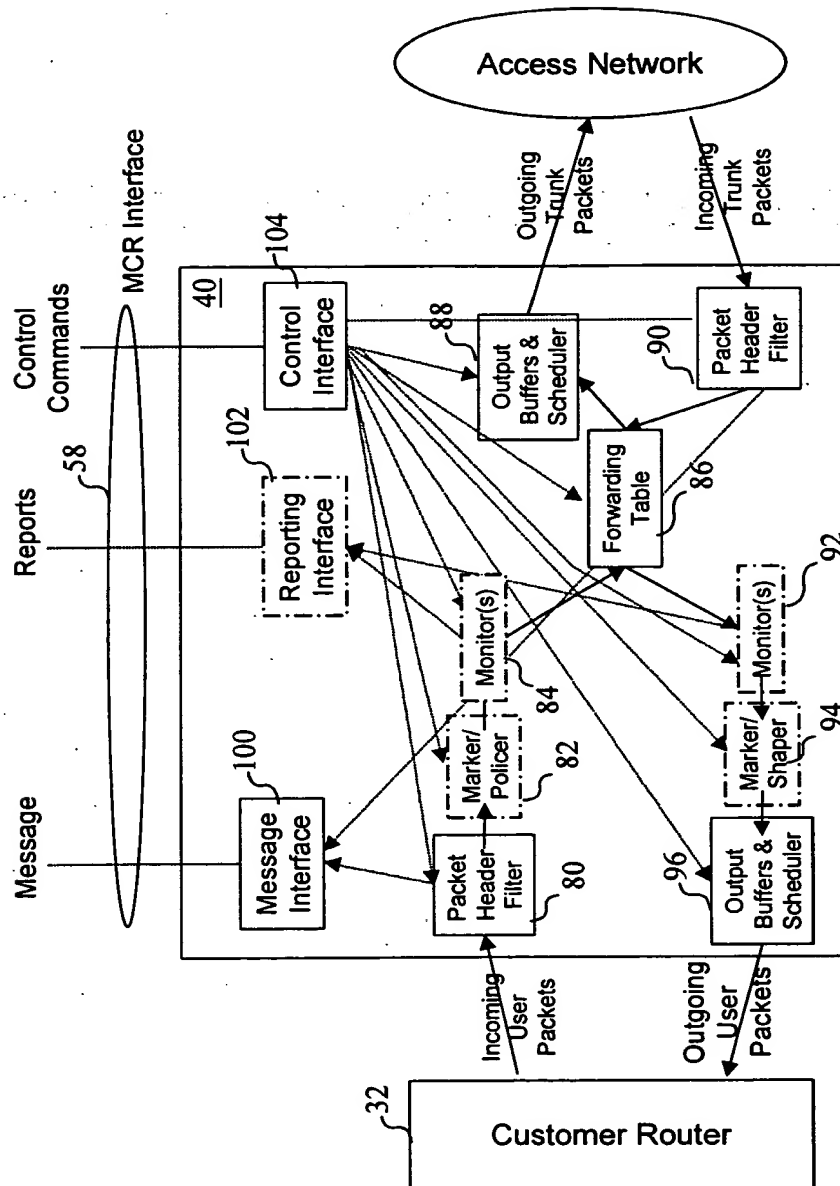 Message
Reports
Control
Commands
58
MCR Interface
40
100
Message
Interface
102
Reporting
Interface
104
Control
Interface
Customer Router
32
Incoming
User
Packets
Packet
Header
Filter
80
Marker/
Policer
82
Monitor(s)
84
Forwarding
Table
86
Output
Buffers &
Scheduler
88
Outgoing
Trunk
Packets
Access Network
Incoming
Trunk
Packets
Packet
Header
Filter
90
Monitor(s)
92
Marker/
Shaper
94
Output
Buffers &
Scheduler
96
Outgoing
User
Packets